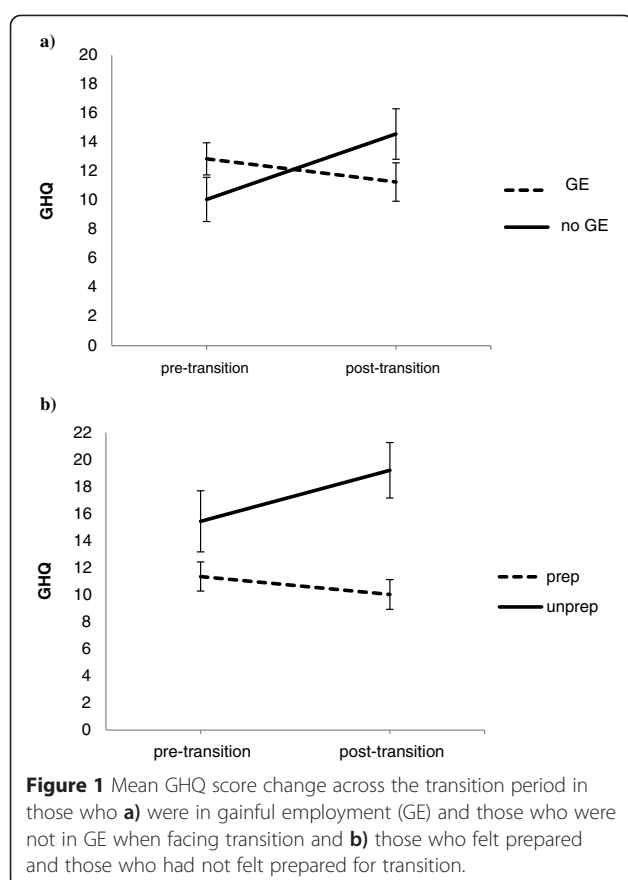 a)
20
18
16
14
12
10
8
6
4
2
0
GHQ
GE
no GE
pre-transition
post-transition
b)
22
20
18
16
14
12
10
8
6
4
2
0
GHQ
prep
unprep
pre-transition
post-transition
Figure 1 Mean GHQ score change across the transition period in
those who a) were in gainful employment (GE) and those who were
not in GE when facing transition and b) those who felt prepared
and those who had not felt prepared for transition.